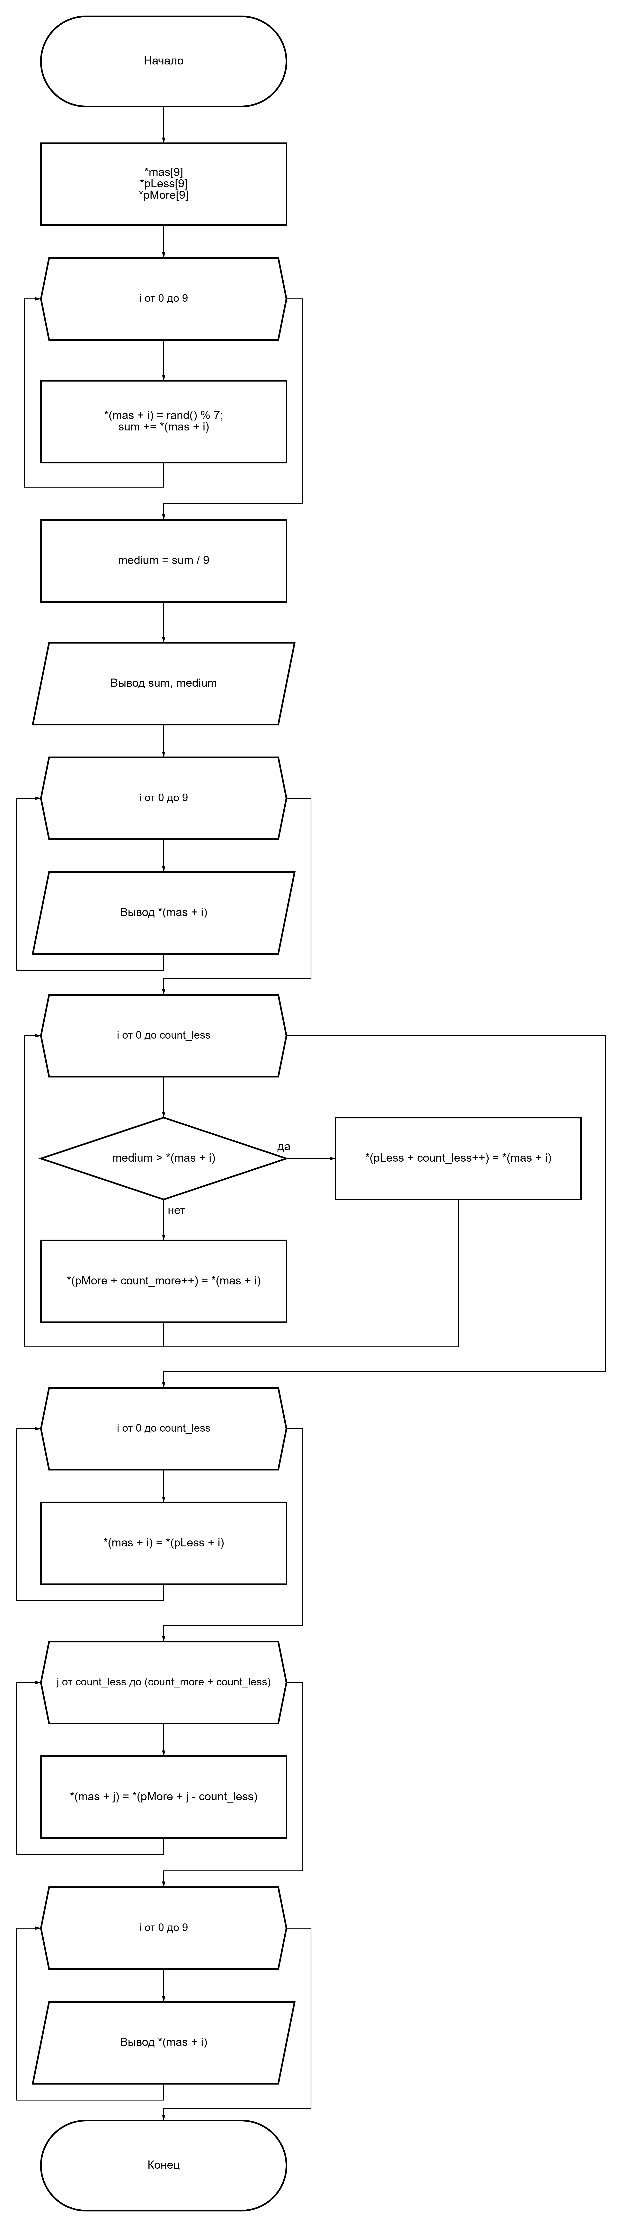 Начало
*mas[9]
*pLess[9]
*pMore[9]
i от 0 до 9
*(mas + i) = rand() % 7;
sum += *(mas + i)
medium = sum / 9
Вывод sum, medium
i от 0 до 9
Вывод *(mas + i)
i от 0 до count_less
medium > *(mas + i)
да
*(pLess + count_less++) = *(mas + i)
нет
*(pMore + count_more++) = *(mas + i)
i от 0 до count_less
*(mas + i) = *(pLess + i)
j от count_less до (count_more + count_less)
*(mas + j) = *(pMore + j - count_less)
i от 0 до 9
Вывод *(mas + i)
Конец